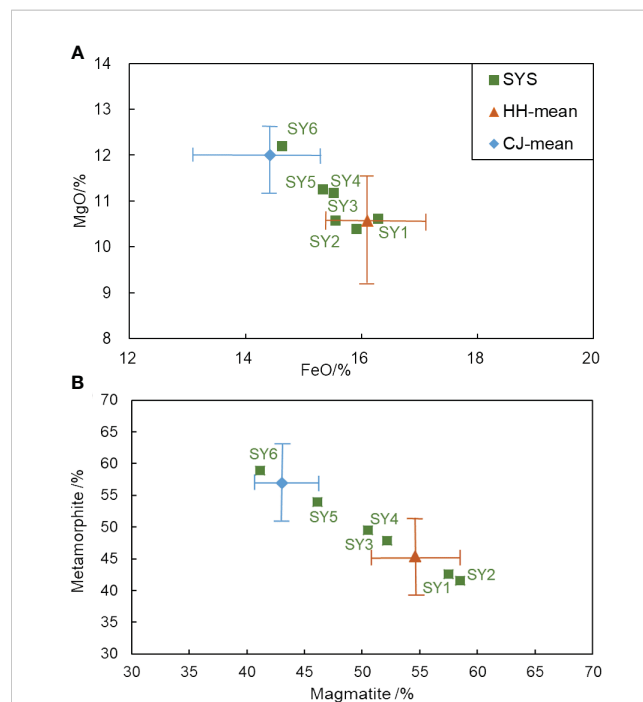 A
14
13
12
11
10
9
8
MgO/%
SYS
HH-mean
CJ-mean
SY6
SY5 SY4
SY3
SY2 SY1
12 14 16 18 20
FeO/%
B
70
65
60
55
50
45
40
35
30
Metamorphite /%
SY6
SY5
SY4
SY3
SY1 SY2
30 35 40 45 50 55 60 65 70
Magmatite /%